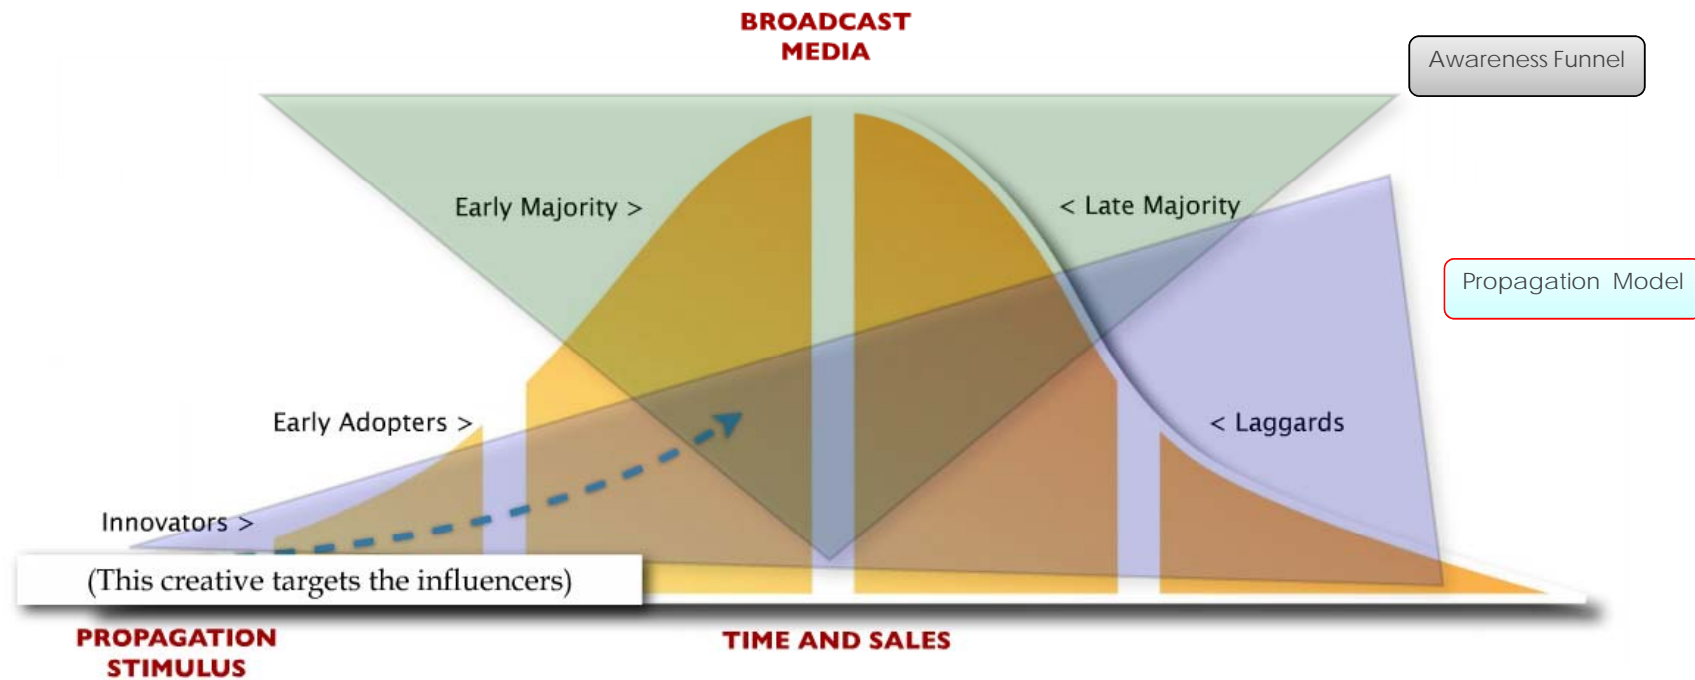 BROADCAST
MEDIA
Awareness Funnel
Early Majority >
< Late Majority
Propagation Model
Early Adopters >
< Laggards
Innovators >
(This creative targets the influencers)
PROPAGATION
STIMULUS
TIME AND SALES